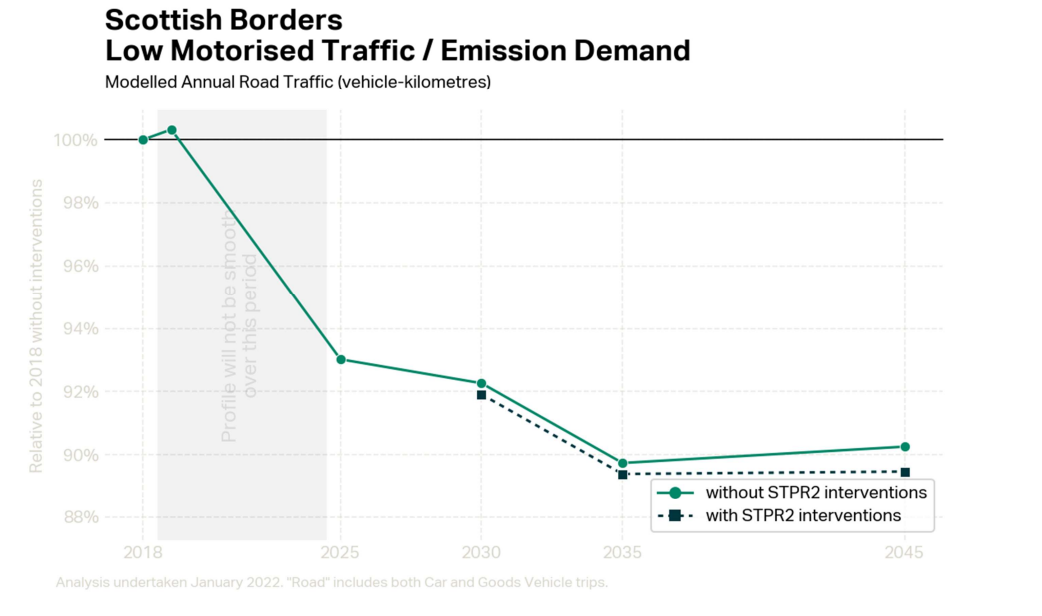 Scottish Borders
Low Motorised Traffic / Emission Demand
Modelled Annual Road Traffic (vehicle-kilometres)
Relative to 2018 without interventions
100%
98%
96%
94%
92%
90%
88%
Profile will not be smooth
over this period
without STPR2 interventions
with STPR2 interventions
2018 2025 2030 2035 2045
Analysis undertaken January 2022. "Road" includes both Car and Goods Vehicle trips.